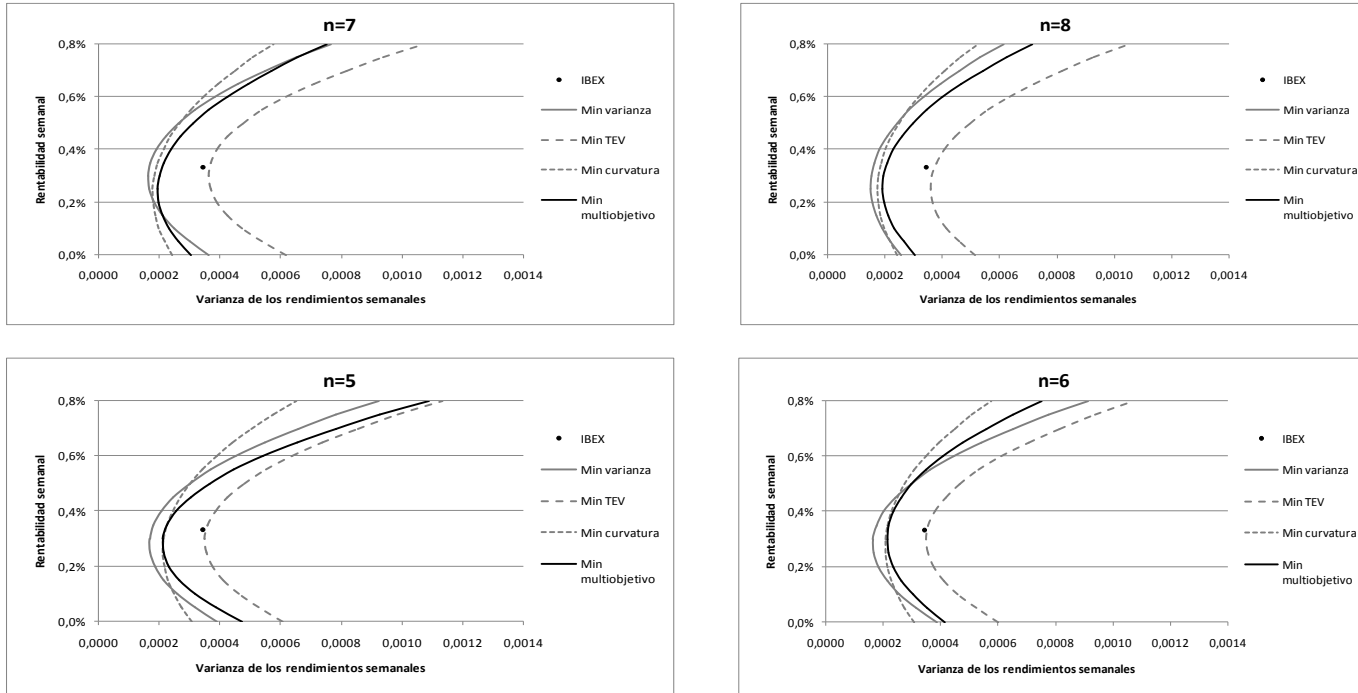 n=7
0,8%
0,6%
0,4%
0,2%
0,0%
Rentabilidad semanal
0,0000 0,0002 0,0004 0,0006 0,0008 0,0010 0,0012 0,0014
Varianza de los rendimientos semanales
IBEX
Min varianza
Min TEV
Min curvatura
Min
multiobjetivo
n=8
0,8%
0,6%
0,4%
0,2%
0,0%
Rentabilidad semanal
0,0000 0,0002 0,0004 0,0006 0,0008 0,0010 0,0012 0,0014
Varianza de los rendimientos semanales
IBEX
Min varianza
Min TEV
Min curvatura
Min
multiobjetivo
n=5
0,8%
0,6%
0,4%
0,2%
0,0%
Rentabilidad semanal
0,0000 0,0002 0,0004 0,0006 0,0008 0,0010 0,0012 0,0014
Varianza de los rendimientos semanales
IBEX
Min varianza
Min TEV
Min curvatura
Min
multiobjetivo
n=6
0,8%
0,6%
0,4%
0,2%
0,0%
Rentabilidad semanal
0,0000 0,0002 0,0004 0,0006 0,0008 0,0010 0,0012 0,0014
Varianza de los rendimientos semanales
IBEX
Min varianza
Min TEV
Min curvatura
Min
multiobjetivo